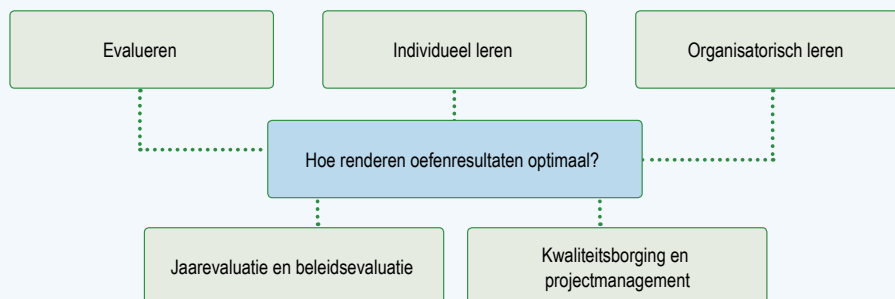 Evalueren
Individueel leren
Organisatorisch leren
Hoe renderen oefenresultaten optimaal?
Jaarevaluatie en beleidsevaluatie
Kwaliteitsborging en
projectmanagement